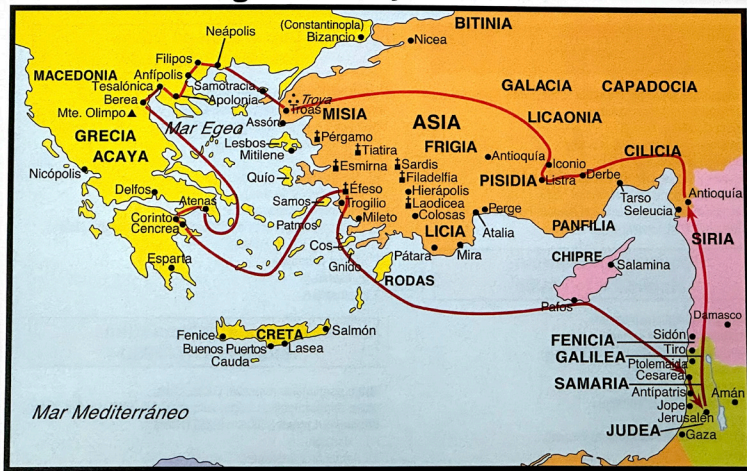 (Constantinopla)
Bizancio
BITINIA
Nicea
Neápolis
Filipos
MACEDONIA
Anfípolis
Tesalónica
Samotracia
Troya
Berea
Apolonia
Troas
Mte. Olimpo
Mar Egeo
Assón
MISIA
GALACIA
CAPADOCIA
LICAONIA
ASIA
GRECIA
ACAYA
Lesbos
Mitilene
Pérgamo
Tiatira
FRIGIA
Antioquía
Iconio
CILICIA
Nicópolis
Quío
Esmirna
Sardis
Filadelfia
PISIDIA
Listra
Derbe
Delfos
Atenas
Samos
Éfeso
Trogilio
Hierápolis
Laodicea
Colosas
Tarso
Antioquía
Seleucia
Corinto
Cencrea
Patmos
Mileto
Perge
Atalia
PANFILIA
LICIA
SIRIA
Esparta
Cos
Gnido
Pátara
Mira
CHIPRE
Salamina
RODAS
Pafos
Damasco
Fenice
CRETA
Salmón
Buenos Puertos
Lasea
Cauda
FENICIA
Sidón
GALILEA
Tiro
Ptolemaida
SAMARIA
Cesarea
Antípatris
Amán
Mar Mediterráneo
Jope
Jerusalén
JUDEA
Gaza